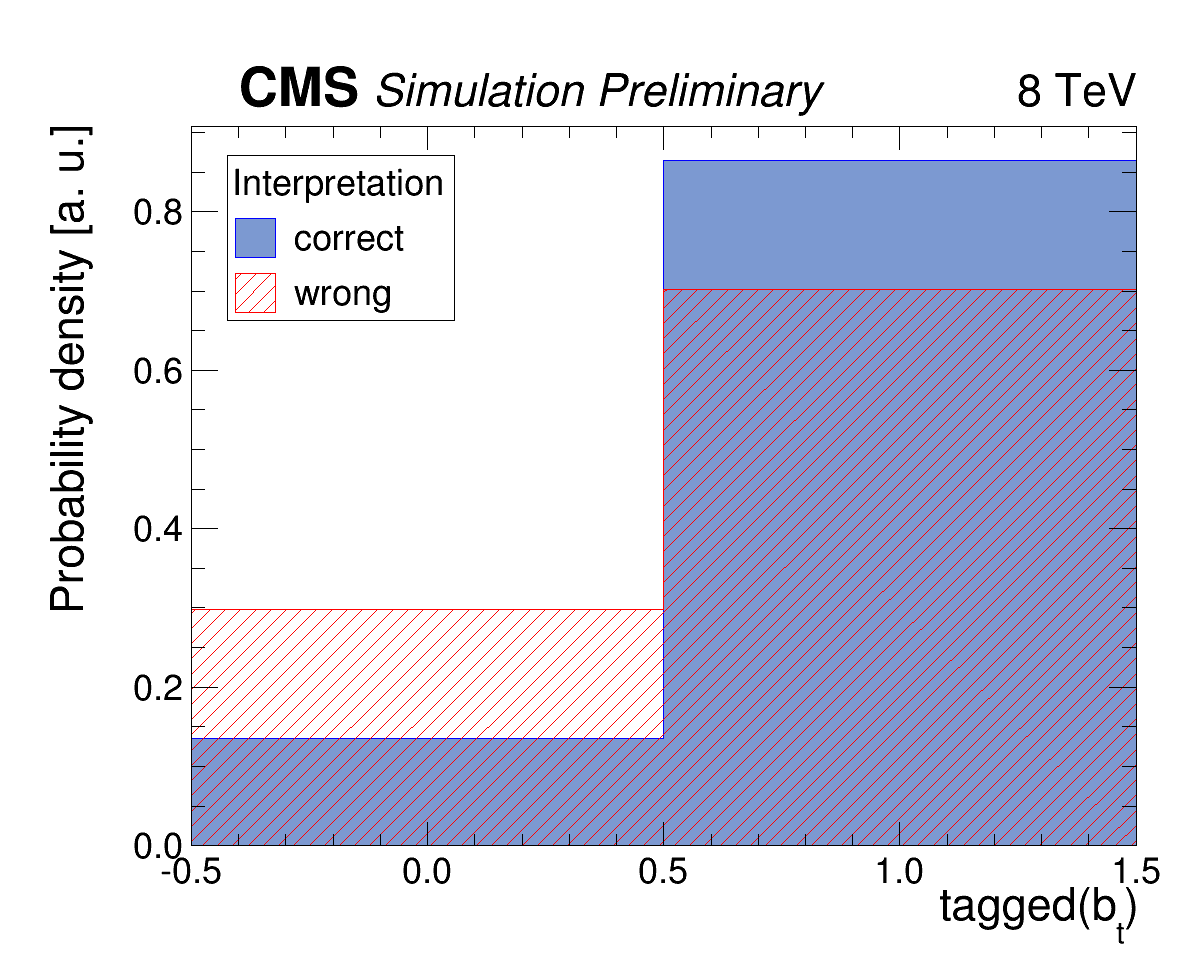 CMS Simulation Preliminary 8 TeV
Probability density [a. u.]
Interpretation
correct
wrong
0.8
0.6
0.4
0.2
0.0
-0.5 0.0 0.5 1.0 1.5
tagged(b_t)